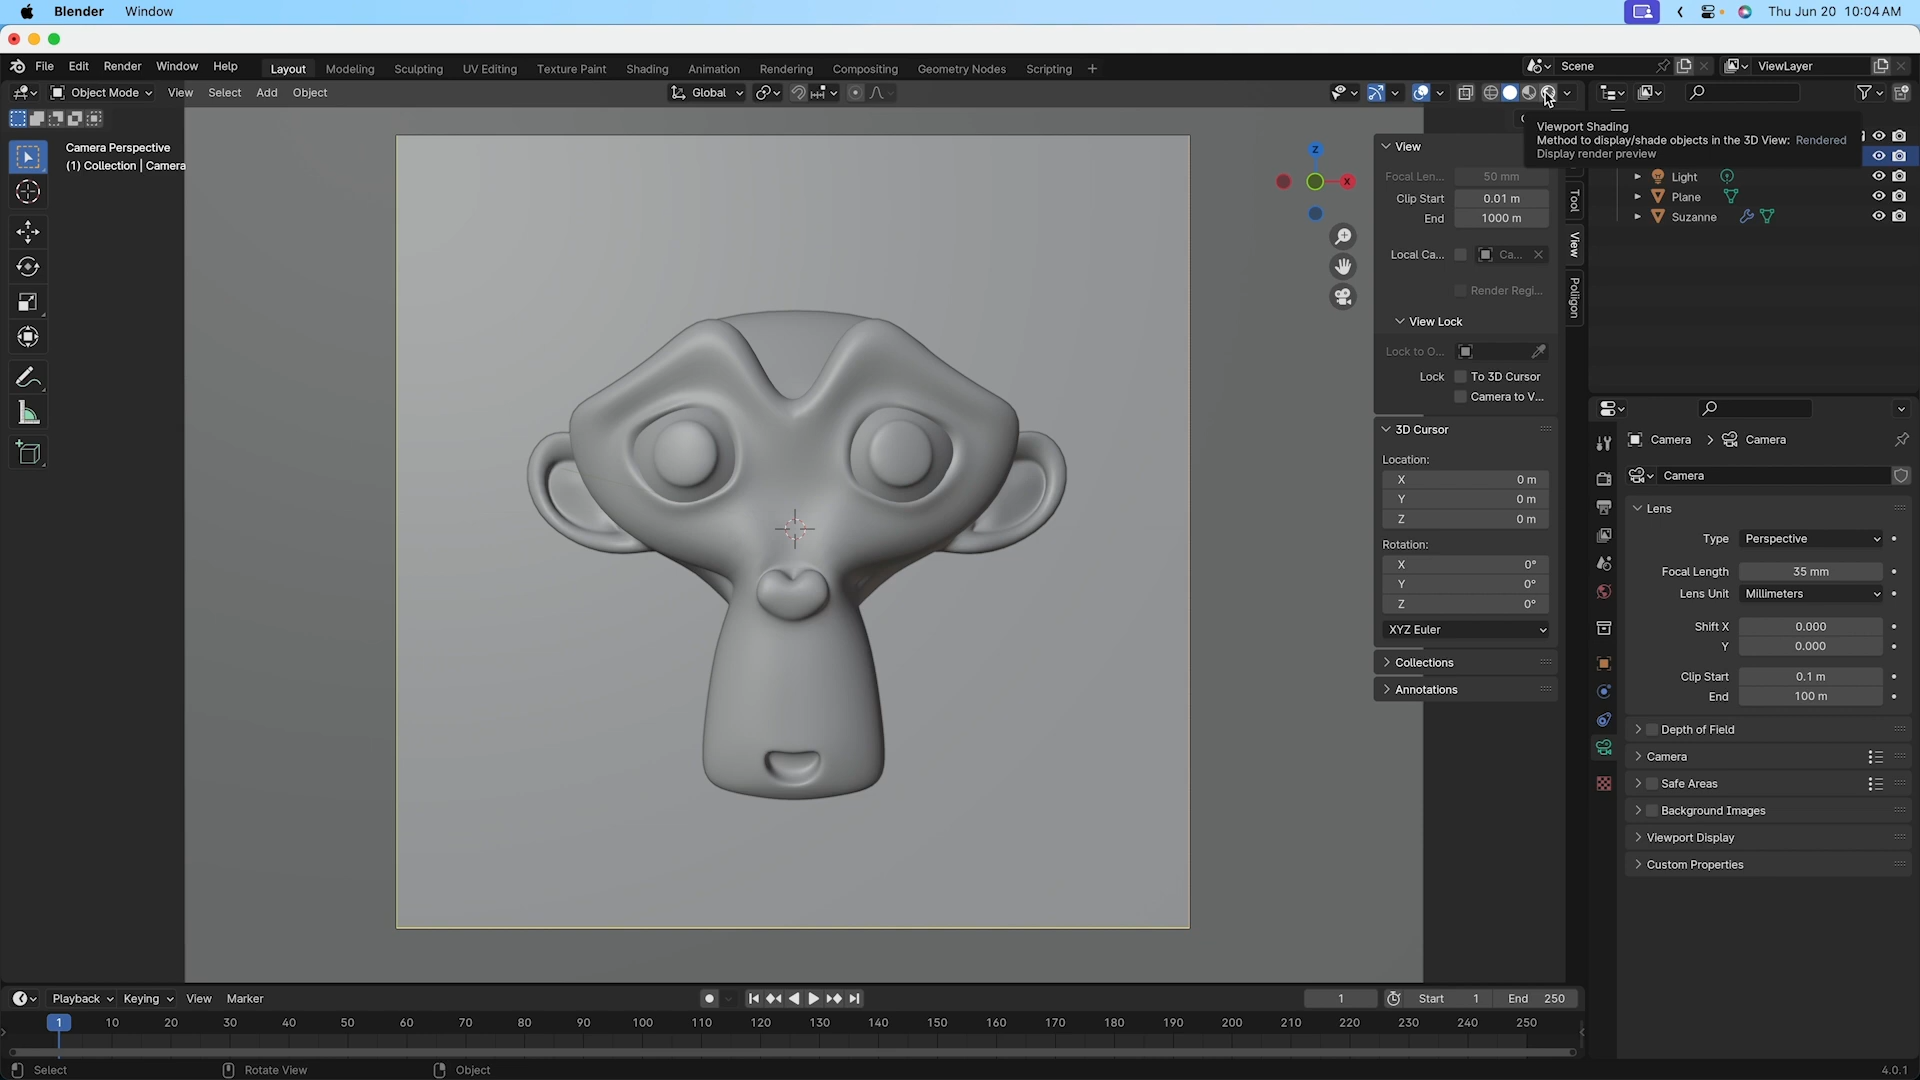 Blender Window Thu Jun 20 10:04 AM
File Edit Render Window Help Layout Modeling Sculpting UV Editing Texture Paint Shading Animation Rendering Compositing Geometry Nodes Scripting + Scene ViewLayer
Object Mode View Select Add Object Global
Camera Perspective
(1) Collection | Camera
Z
X
Viewport Shading
Method to display/shade objects in the 3D View: Rendered
Display render preview
View
Focal Len... 50 mm
Clip Start 0.01 m
End 1000 m
Local Ca... Ca...
Render Regi...
View Lock
Lock to O...
Lock To 3D Cursor
Camera to V...
3D Cursor
Location:
X 0 m
Y 0 m
Z 0 m
Rotation:
X 0°
Y 0°
Z 0°
XYZ Euler
Collections
Annotations
Tool
View
Poliigon
Light
Plane
Suzanne
Camera Camera
Camera
Lens
Type Perspective
Focal Length 35 mm
Lens Unit Millimeters
Shift X 0.000
Y 0.000
Clip Start 0.1 m
End 100 m
Depth of Field
Camera
Safe Areas
Background Images
Viewport Display
Custom Properties
Playback Keying View Marker 1 Start 1 End 250
1 10 20 30 40 50 60 70 80 90 100 110 120 130 140 150 160 170 180 190 200 210 220 230 240 250
Select Rotate View Object 4.0.1